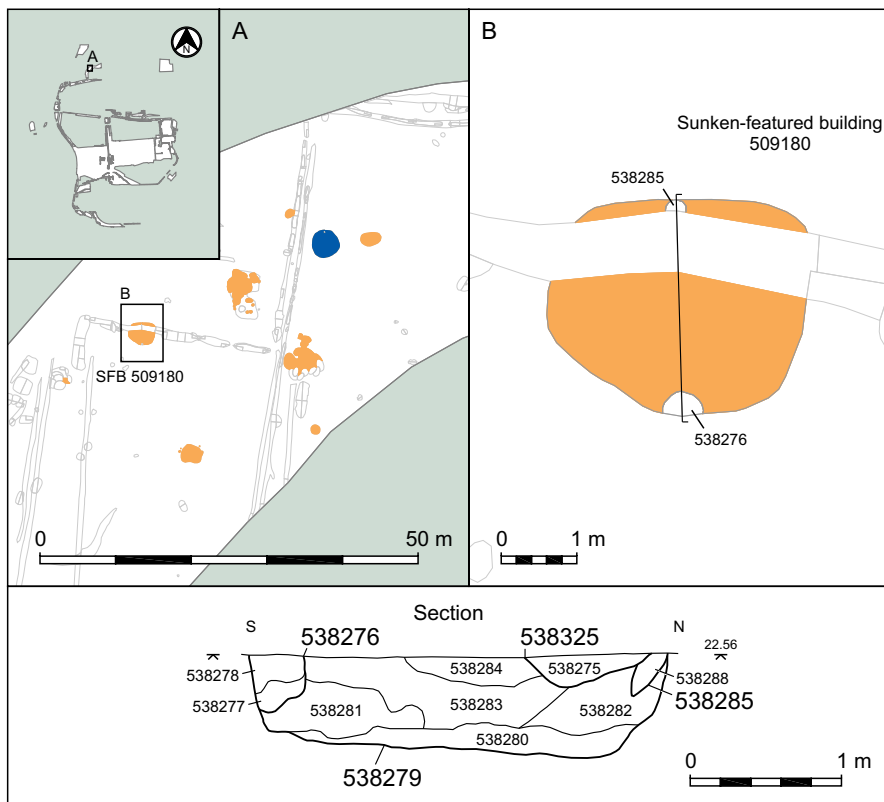 A
N
A
B
SFB 509180
0 50 m
B
Sunken-featured building
509180
538285
538276
0 1 m
Section
S 538276 538325 N 22.56
538278 538284 538275 538288
538277 538281 538283 538282 538285
538280
538279
0 1 m